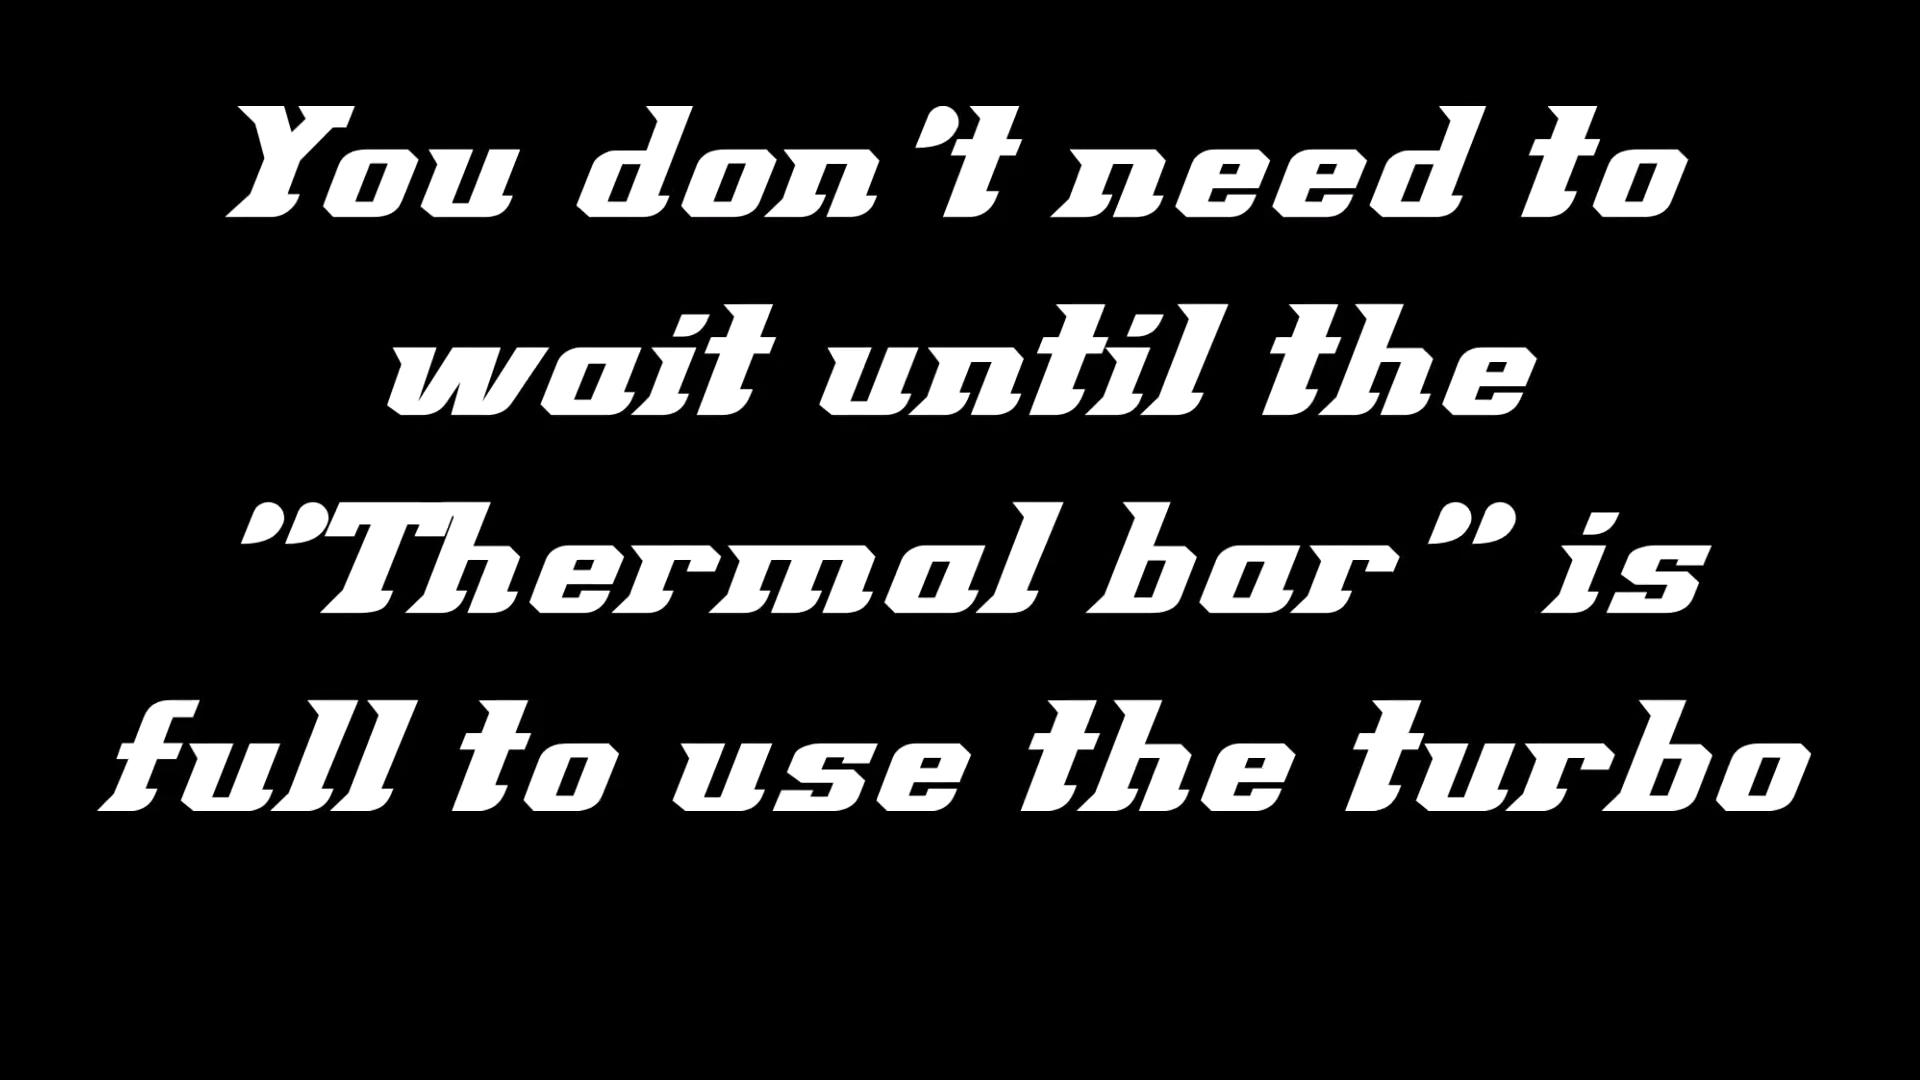 You don't need to
wait until the
"Thermal bar" is
full to use the turbo